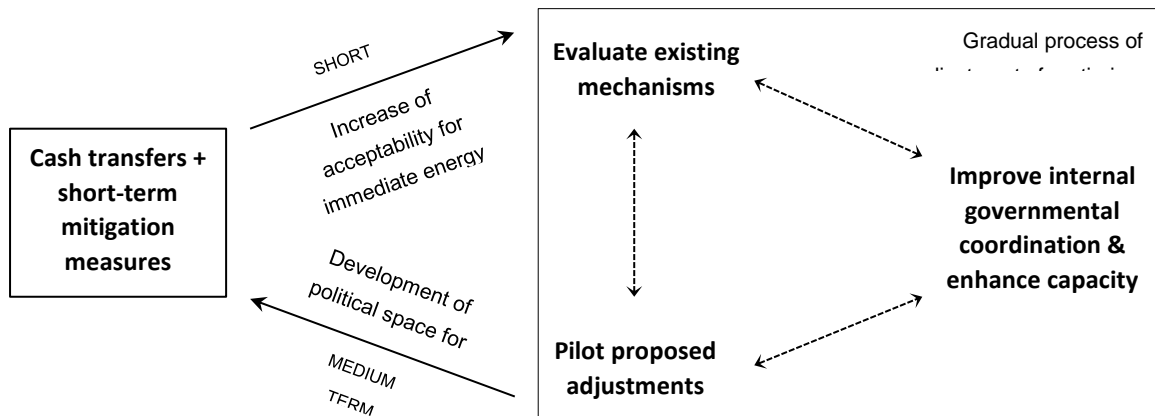 Cash transfers +
short-term
mitigation
measures
SHORT
Increase of
acceptability for
immediate energy
Development of
political space for
MEDIUM
TERM
Evaluate existing
mechanisms
Gradual process of
Improve internal
governmental
coordination &
enhance capacity
Pilot proposed
adjustments